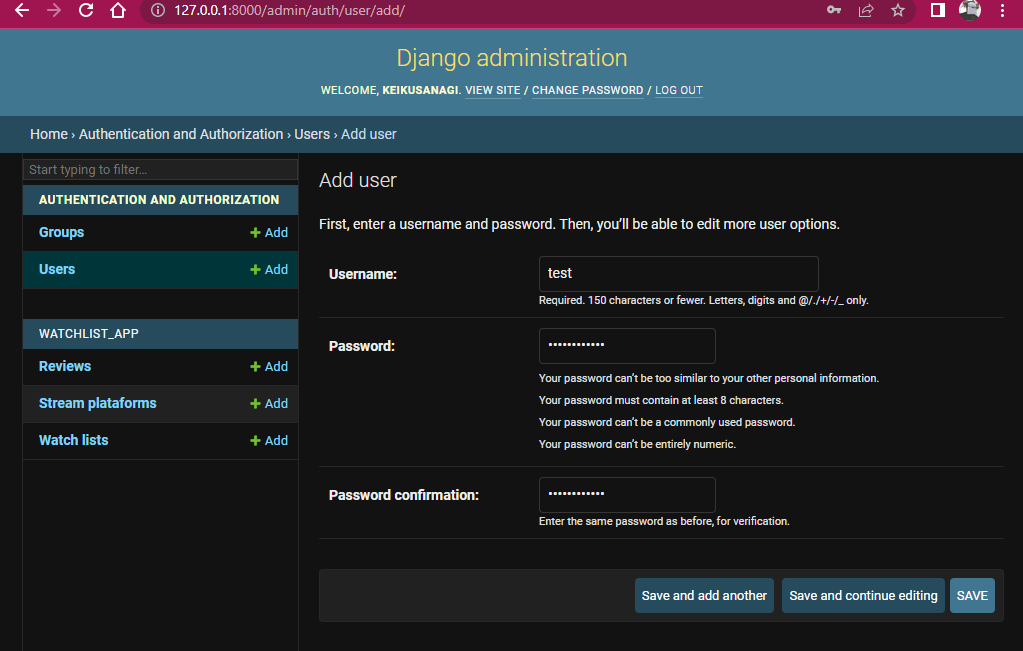 127.0.0.1:8000/admin/auth/user/add/
Django administration
WELCOME, KEIKUSANAGI. VIEW SITE / CHANGE PASSWORD / LOG OUT
Home › Authentication and Authorization › Users › Add user
Start typing to filter...
AUTHENTICATION AND AUTHORIZATION
Groups + Add
Users + Add
WATCHLIST_APP
Reviews + Add
Stream plataforms + Add
Watch lists + Add
Add user
First, enter a username and password. Then, you’ll be able to edit more user options.
Username: test
Required. 150 characters or fewer. Letters, digits and @/./+/-/_ only.
Password: ••••••••••••
Your password can’t be too similar to your other personal information.
Your password must contain at least 8 characters.
Your password can’t be a commonly used password.
Your password can’t be entirely numeric.
Password confirmation: ••••••••••••
Enter the same password as before, for verification.
Save and add another Save and continue editing SAVE